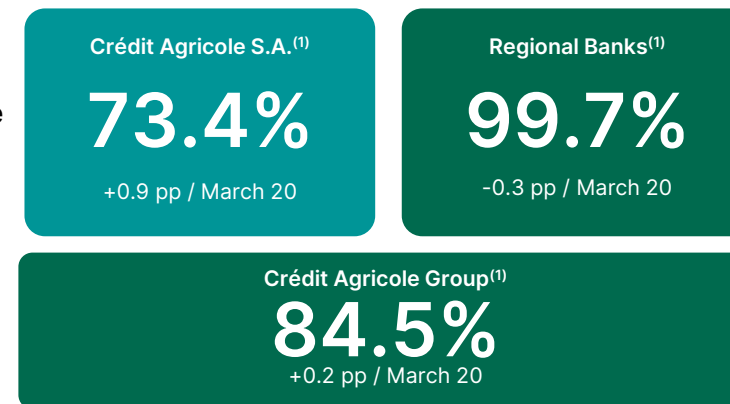 Crédit Agricole S.A.(1)
73.4%
+0.9 pp / March 20
Regional Banks(1)
99.7%
-0.3 pp / March 20
Crédit Agricole Group(1)
84.5%
+0.2 pp / March 20